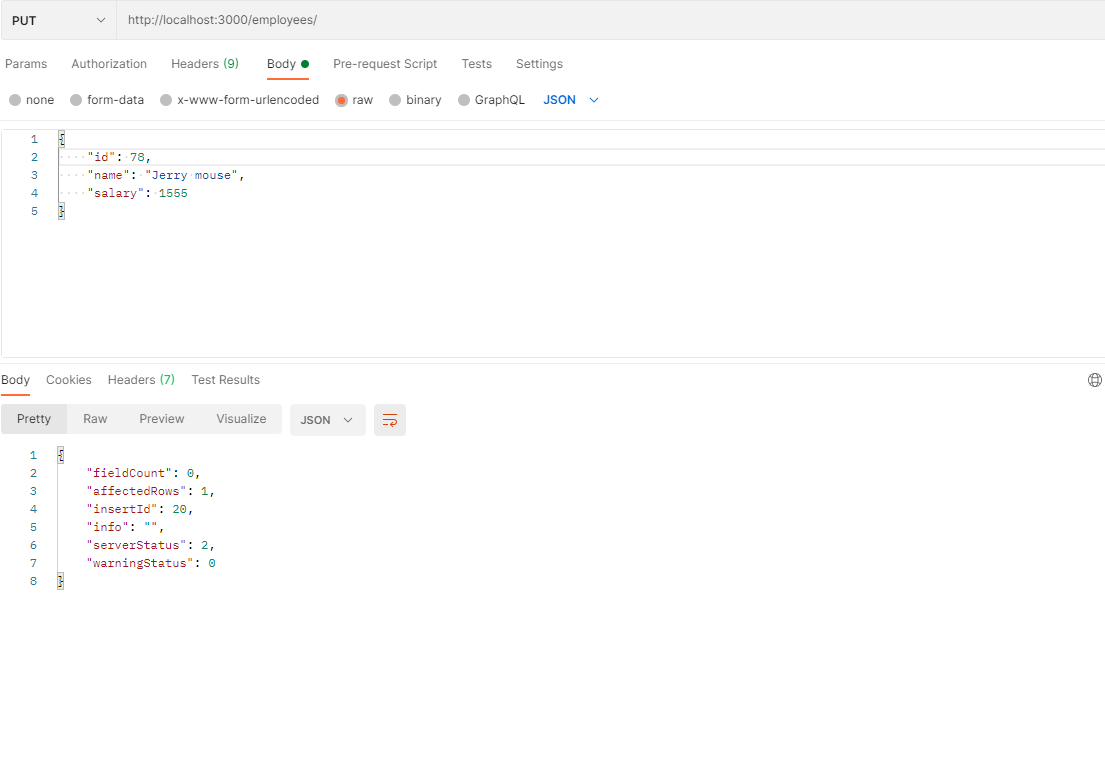 PUT http://localhost:3000/employees/
Params Authorization Headers (9) Body Pre-request Script Tests Settings
none form-data x-www-form-urlencoded raw binary GraphQL JSON
1 {
2 "id": 78,
3 "name": "Jerry mouse",
4 "salary": 1555
5 }
Body Cookies Headers (7) Test Results
Pretty Raw Preview Visualize JSON
1 {
2 "fieldCount": 0,
3 "affectedRows": 1,
4 "insertId": 20,
5 "info": "",
6 "serverStatus": 2,
7 "warningStatus": 0
8 }